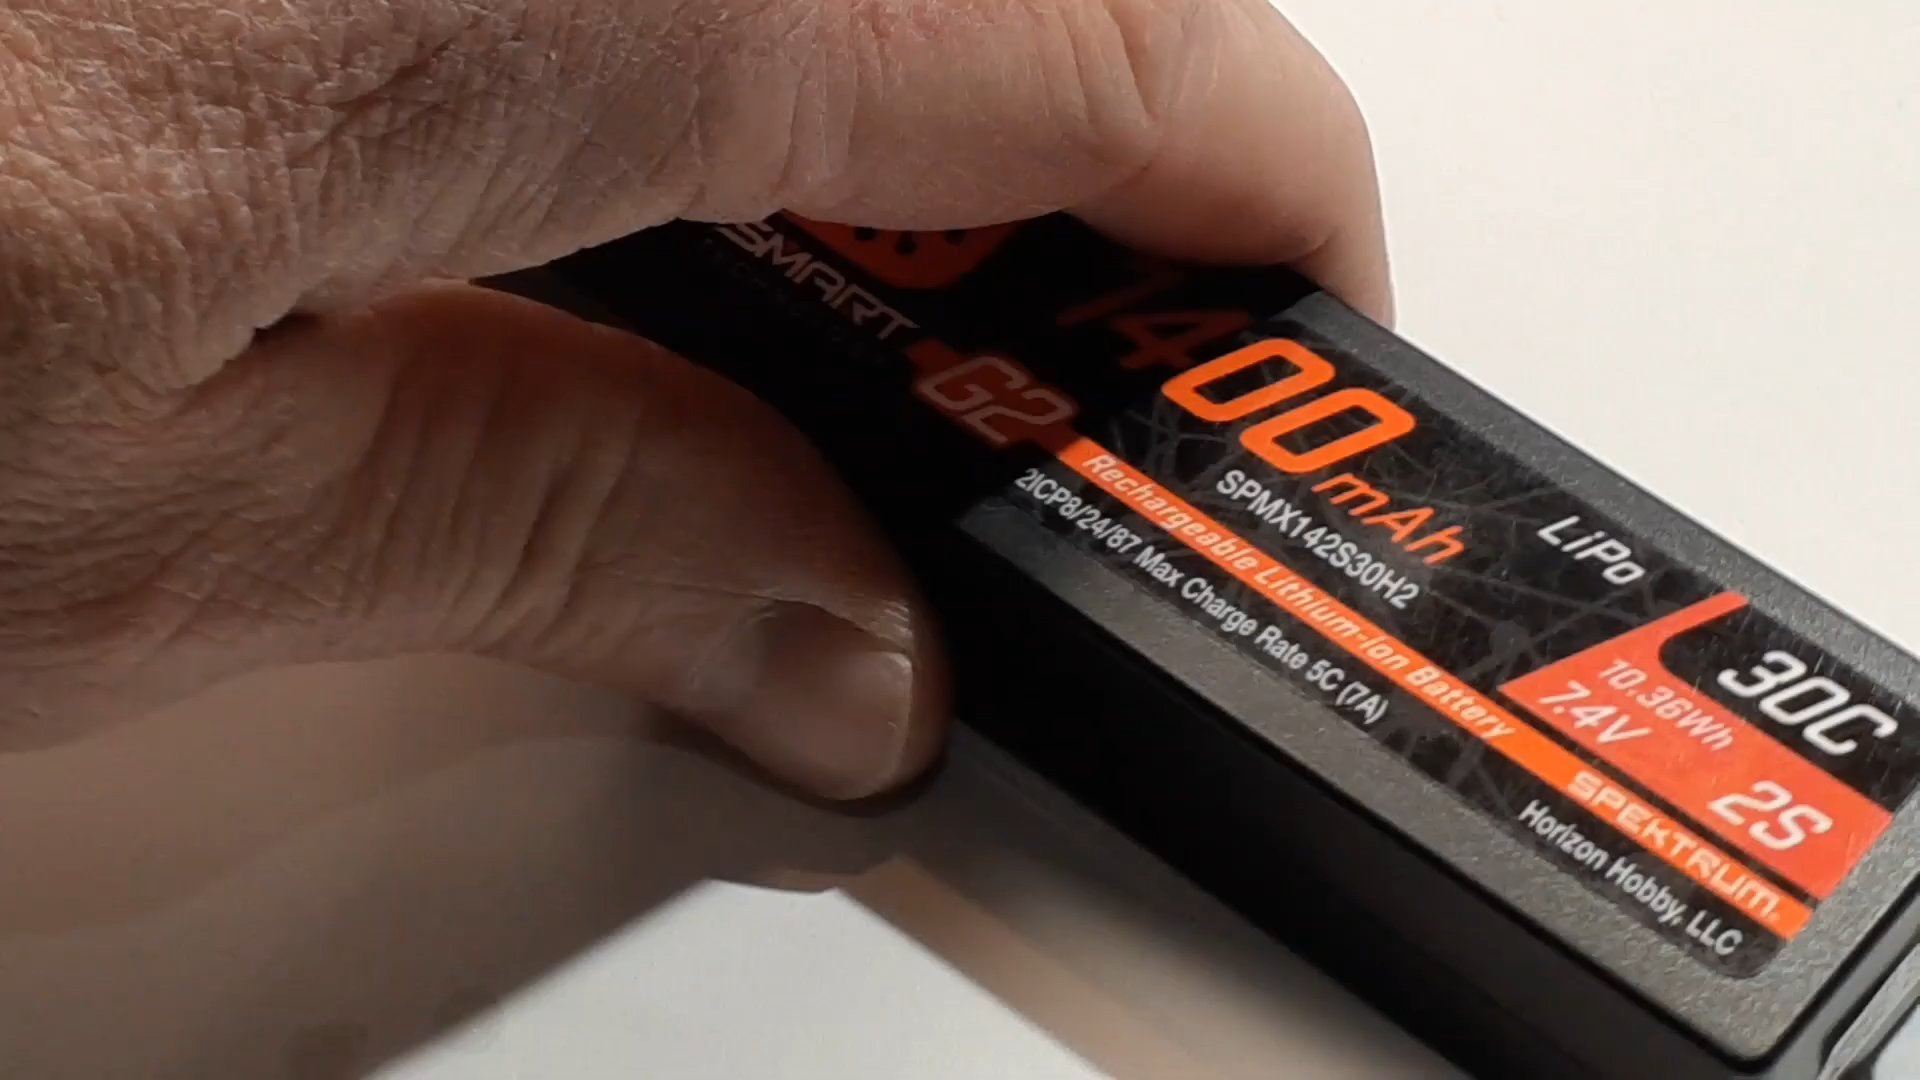 SMART
TECHNOLOGY
G2
1400mAh
SPMX142S30H2
Rechargeable Lithium-Ion Battery
2ICP8/24/87 Max Charge Rate 5C (7A)
LiPo
30C
10.36Wh
7.4V
2S
SPEKTRUM.
Horizon Hobby, LLC